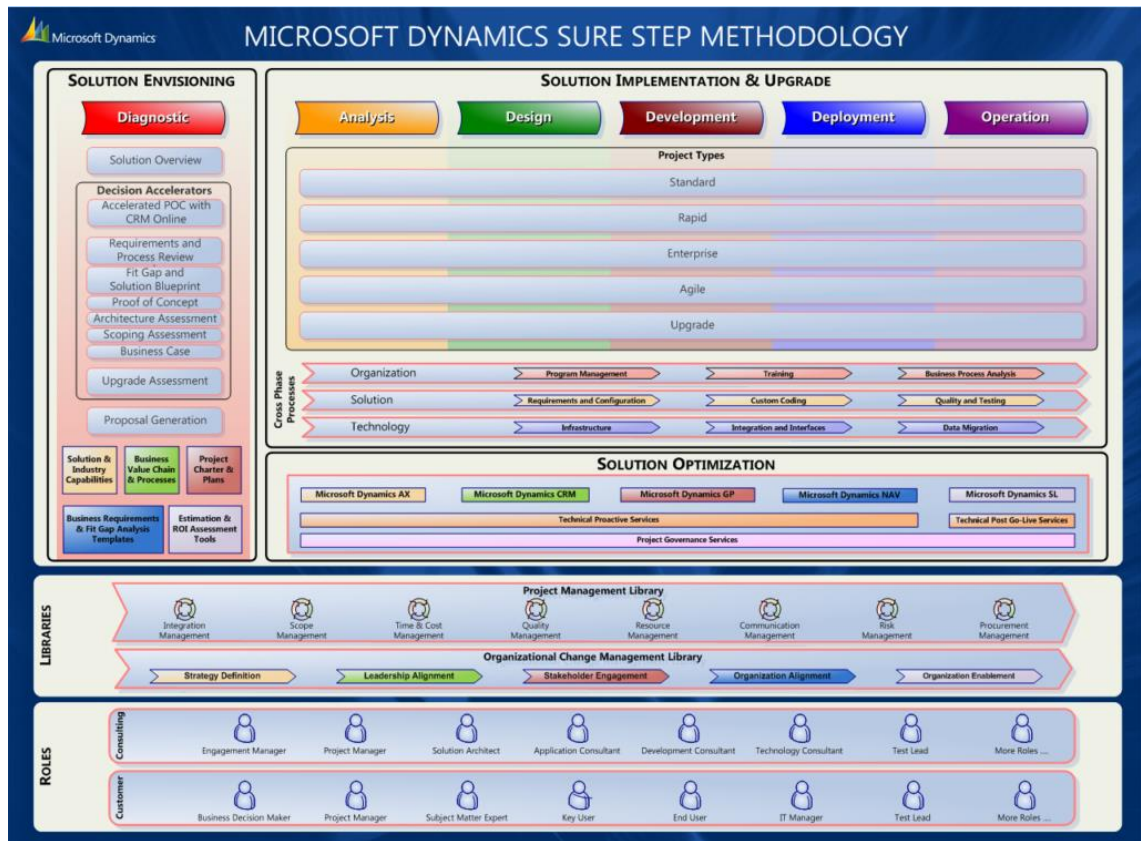 Microsoft Dynamics
MICROSOFT DYNAMICS SURE STEP METHODOLOGY
SOLUTION ENVISIONING
Diagnostic
Solution Overview
Decision Accelerators
Accelerated POC with
CRM Online
Requirements and
Process Review
Fit Gap and
Solution Blueprint
Proof of Concept
Architecture Assessment
Scoping Assessment
Business Case
Upgrade Assessment
Proposal Generation
Solution &
Industry
Capabilities
Business
Value Chain
& Processes
Project
Charter &
Plans
Business Requirements
& Fit Gap Analysis
Templates
Estimation &
ROI Assessment
Tools
SOLUTION IMPLEMENTATION & UPGRADE
Analysis
Design
Development
Deployment
Operation
Project Types
Standard
Rapid
Enterprise
Agile
Upgrade
Cross Phase
Processes
Organization
Program Management
Training
Business Process Analysis
Solution
Requirements and Configuration
Custom Coding
Quality and Testing
Technology
Infrastructure
Integration and Interfaces
Data Migration
SOLUTION OPTIMIZATION
Microsoft Dynamics AX
Microsoft Dynamics CRM
Microsoft Dynamics GP
Microsoft Dynamics NAV
Microsoft Dynamics SL
Technical Proactive Services
Technical Post Go-Live Services
Project Governance Services
LIBRARIES
Project Management Library
Integration
Management
Scope
Management
Time & Cost
Management
Quality
Management
Resource
Management
Communication
Management
Risk
Management
Procurement
Management
Organizational Change Management Library
Strategy Definition
Leadership Alignment
Stakeholder Engagement
Organization Alignment
Organization Enablement
ROLES
Consulting
Engagement Manager
Project Manager
Solution Architect
Application Consultant
Development Consultant
Technology Consultant
Test Lead
More Roles ....
Customer
Business Decision Maker
Project Manager
Subject Matter Expert
Key User
End User
IT Manager
Test Lead
More Roles ...